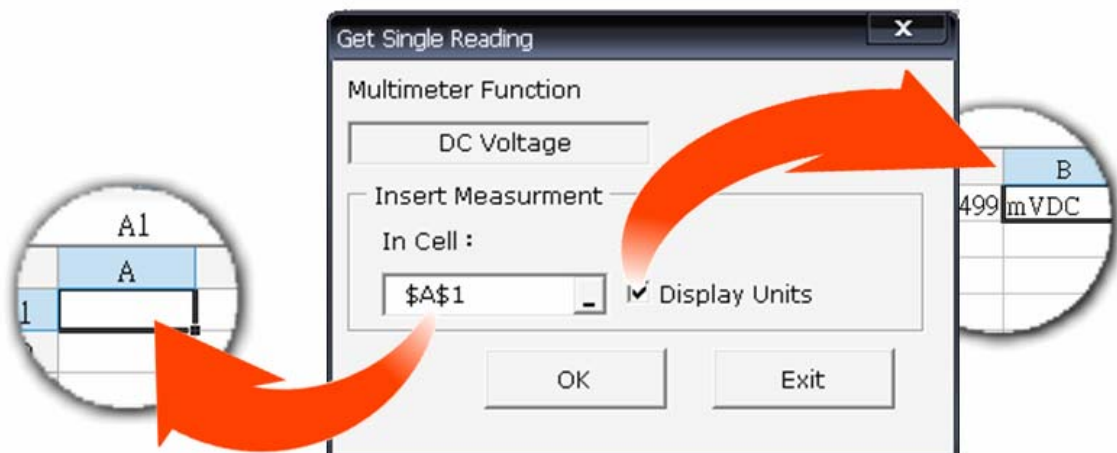 Get Single Reading
X
Multimeter Function
DC Voltage
Insert Measurment
In Cell :
$A$1
Display Units
OK
Exit
A1
A
1
B
499 mVDC